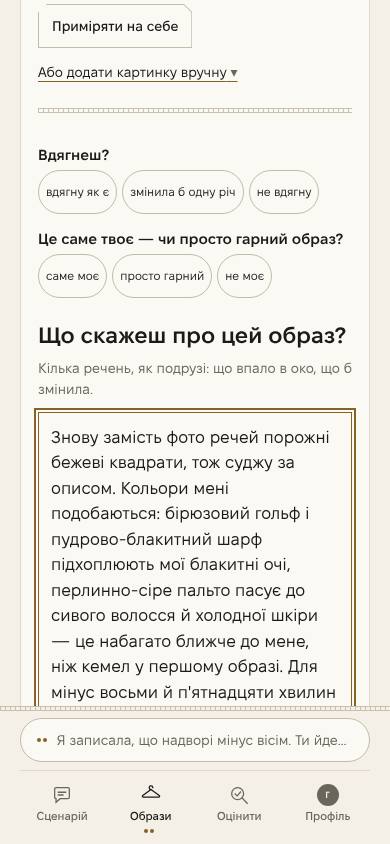 Приміряти на себе
Або додати картинку вручну ▾
Вдягнеш?
вдягну як є
змінила б одну річ
не вдягну
Це саме твоє — чи просто гарний образ?
саме моє
просто гарний
не моє
Що скажеш про цей образ?
Кілька речень, як подрузі: що впало в око, що б
змінила.
Знову замість фото речей порожні
бежеві квадрати, тож суджу за
описом. Кольори мені
подобаються: бірюзовий гольф і
пудрово-блакитний шарф
підхоплюють мої блакитні очі,
перлинно-сіре пальто пасує до
сивого волосся й холодної шкіри
— це набагато ближче до мене,
ніж кемел у першому образі. Для
мінус восьми й п'ятнадцяти хвилин
Я записала, що надворі мінус вісім. Ти йде…
Сценарій
Образи
Оцінити
г
Профіль